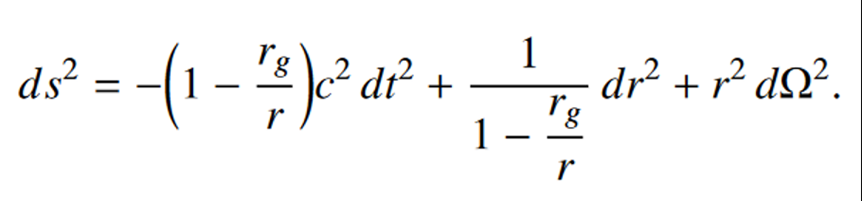 ds² = −(1 − r_g/r)c² dt² + 1/(1 − r_g/r) dr² + r² dΩ².